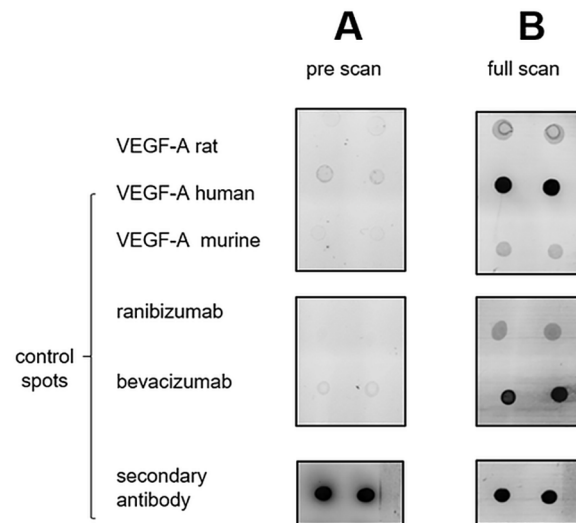 A B
pre scan full scan
VEGF-A rat
VEGF-A human
VEGF-A murine
ranibizumab
control
spots
bevacizumab
secondary
antibody